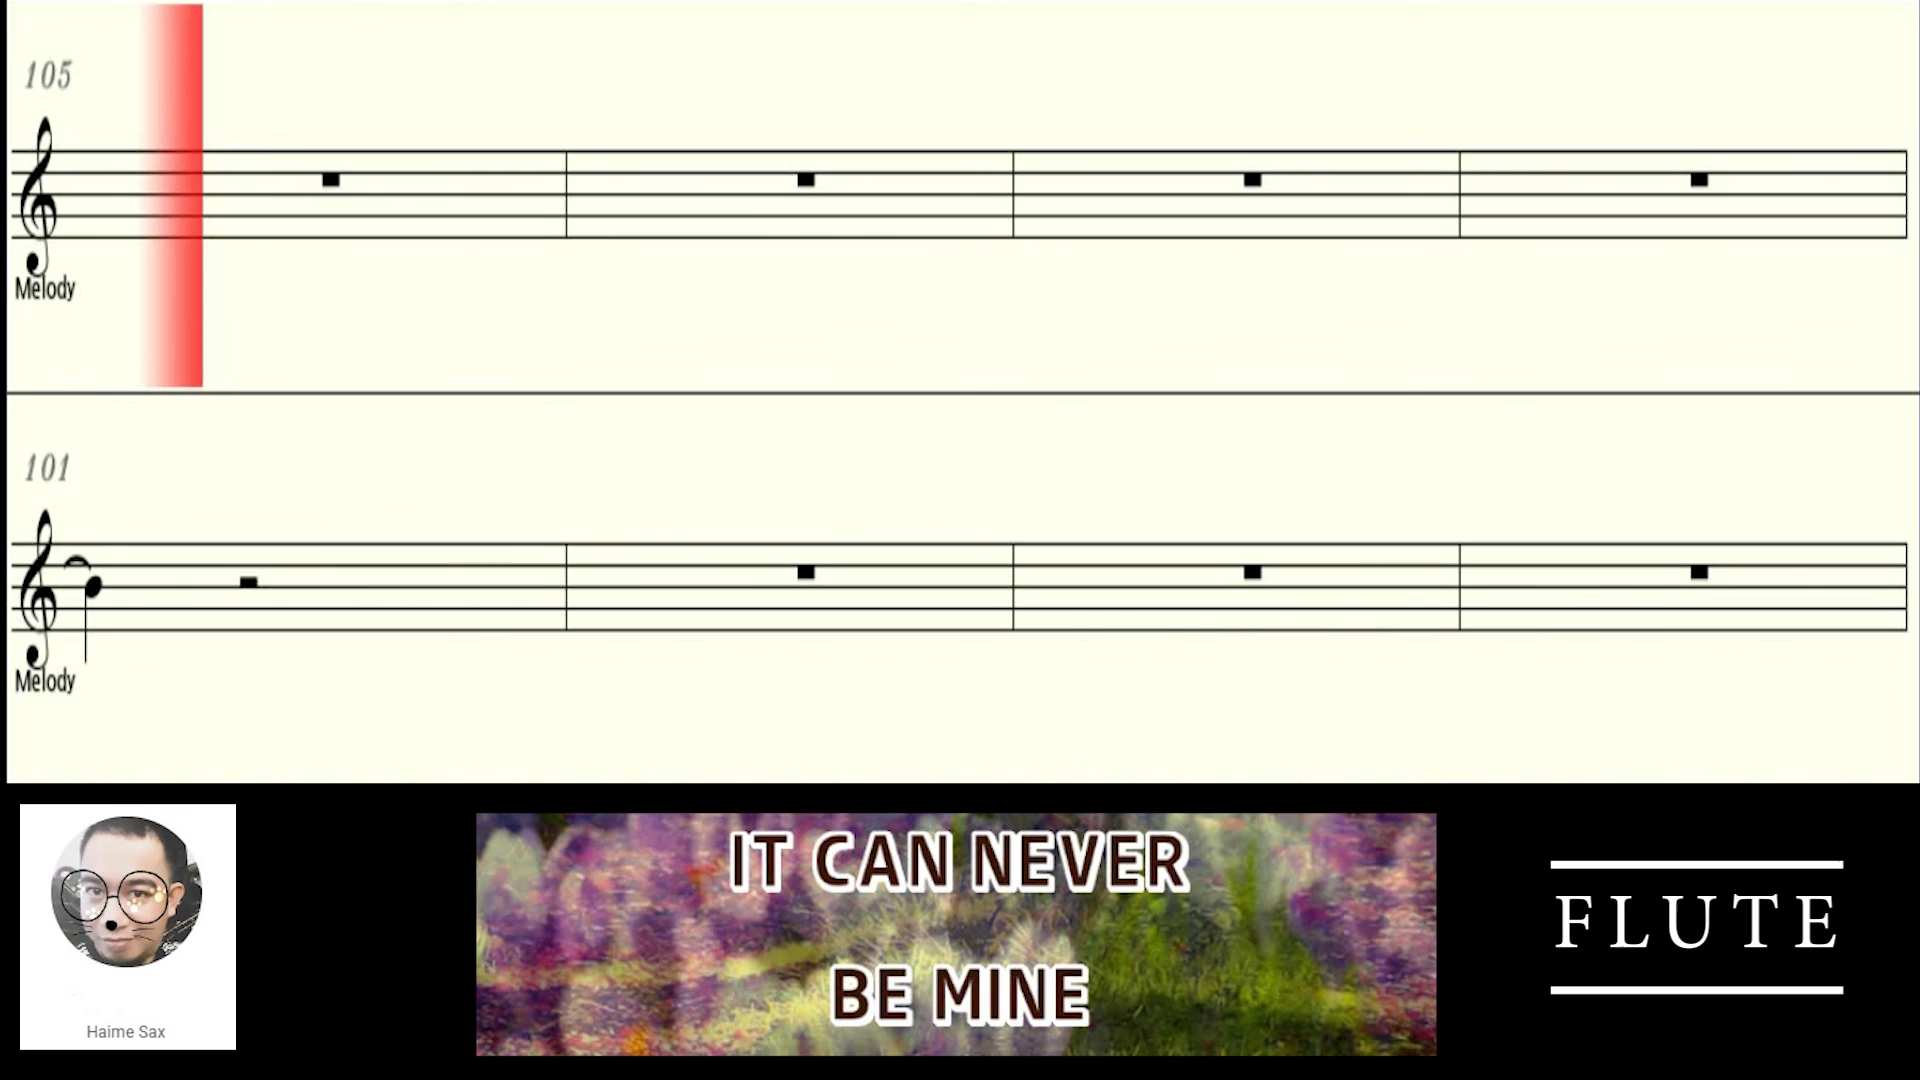 105
Melody
101
Melody
IT CAN NEVER
BE MINE
FLUTE
Haime Sax